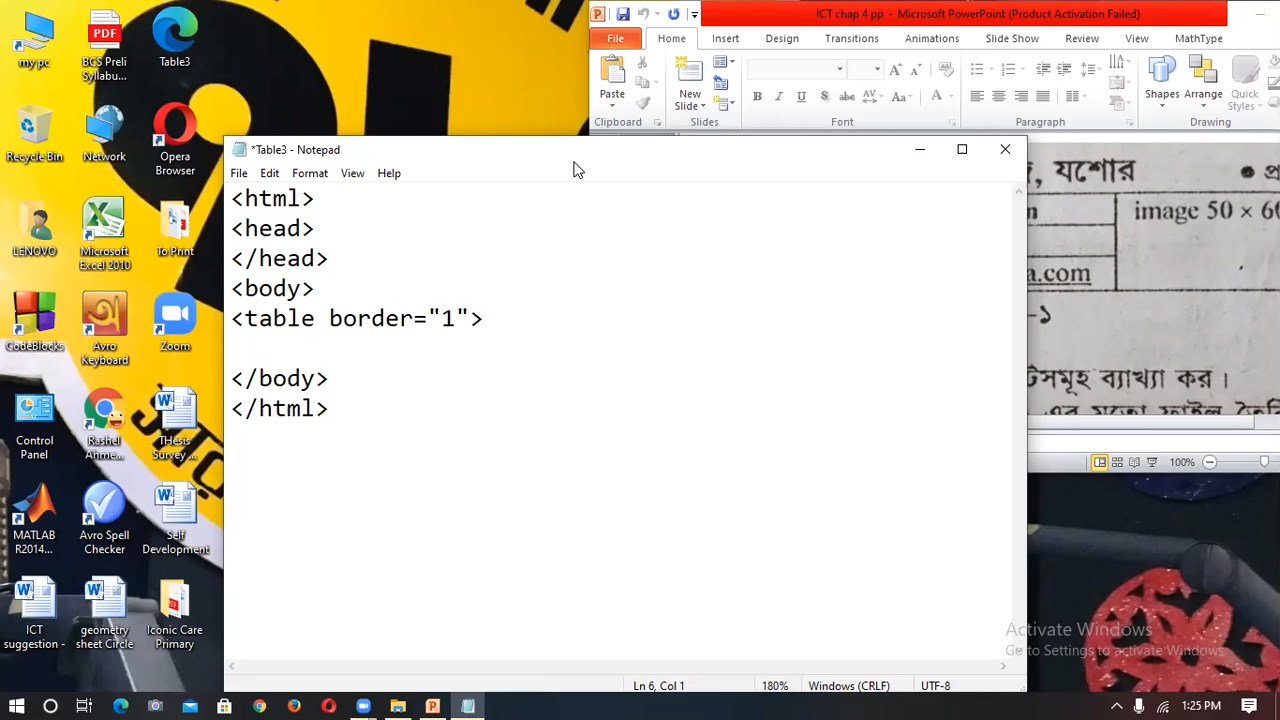 my pc
BGS Preli Syllabu...
Table3
Recycle Bin
Network
Opera Browser
LENOVO
Microsoft Excel 2010
To Print
CodeBlocks
Avro Keyboard
Zoom
Control Panel
Rashel Ahme...
THesis Survey ...
MATLAB R2014...
Avro Spell Checker
Self Development
ICT suggestion -
geometry sheet Circle
Iconic Care Primary
ICT chap 4 pp - Microsoft PowerPoint (Product Activation Failed)
File Home Insert Design Transitions Animations Slide Show Review View MathType
Paste New Slide Shapes Arrange Quick Styles
Clipboard Slides Font Paragraph Drawing
*Table3 - Notepad
File Edit Format View Help
<html>
<head>
</head>
<body>
<table border="1">
</body>
</html>
Ln 6, Col 1 180% Windows (CRLF) UTF-8
যশোর
image 50 ×
.com
ব্যাখ্যা কর।
100%
Activate Windows
Go to Settings to activate Windows.
1:25 PM